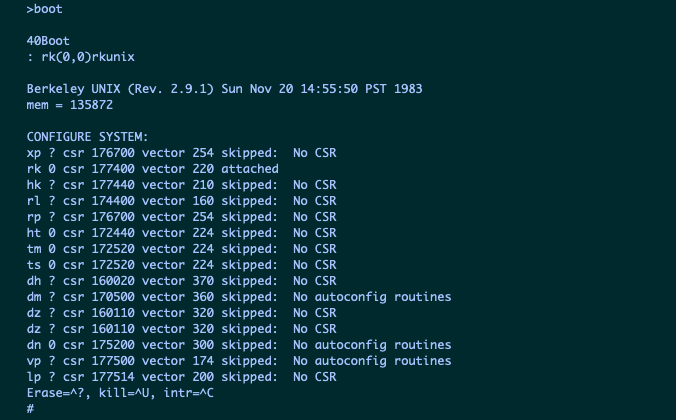 >boot
40Boot
: rk(0,0)rkunix
Berkeley UNIX (Rev. 2.9.1) Sun Nov 20 14:55:50 PST 1983
mem = 135872
CONFIGURE SYSTEM:
xp ? csr 176700 vector 254 skipped:  No CSR
rk 0 csr 177400 vector 220 attached
hk ? csr 177440 vector 210 skipped:  No CSR
rl ? csr 174400 vector 160 skipped:  No CSR
rp ? csr 176700 vector 254 skipped:  No CSR
ht 0 csr 172440 vector 224 skipped:  No CSR
tm 0 csr 172520 vector 224 skipped:  No CSR
ts 0 csr 172520 vector 224 skipped:  No CSR
dh ? csr 160020 vector 370 skipped:  No CSR
dm ? csr 170500 vector 360 skipped:  No autoconfig routines
dz ? csr 160110 vector 320 skipped:  No CSR
dz ? csr 160110 vector 320 skipped:  No CSR
dn 0 csr 175200 vector 300 skipped:  No autoconfig routines
vp ? csr 177500 vector 174 skipped:  No autoconfig routines
lp ? csr 177514 vector 200 skipped:  No CSR
Erase=^?, kill=^U, intr=^C
#